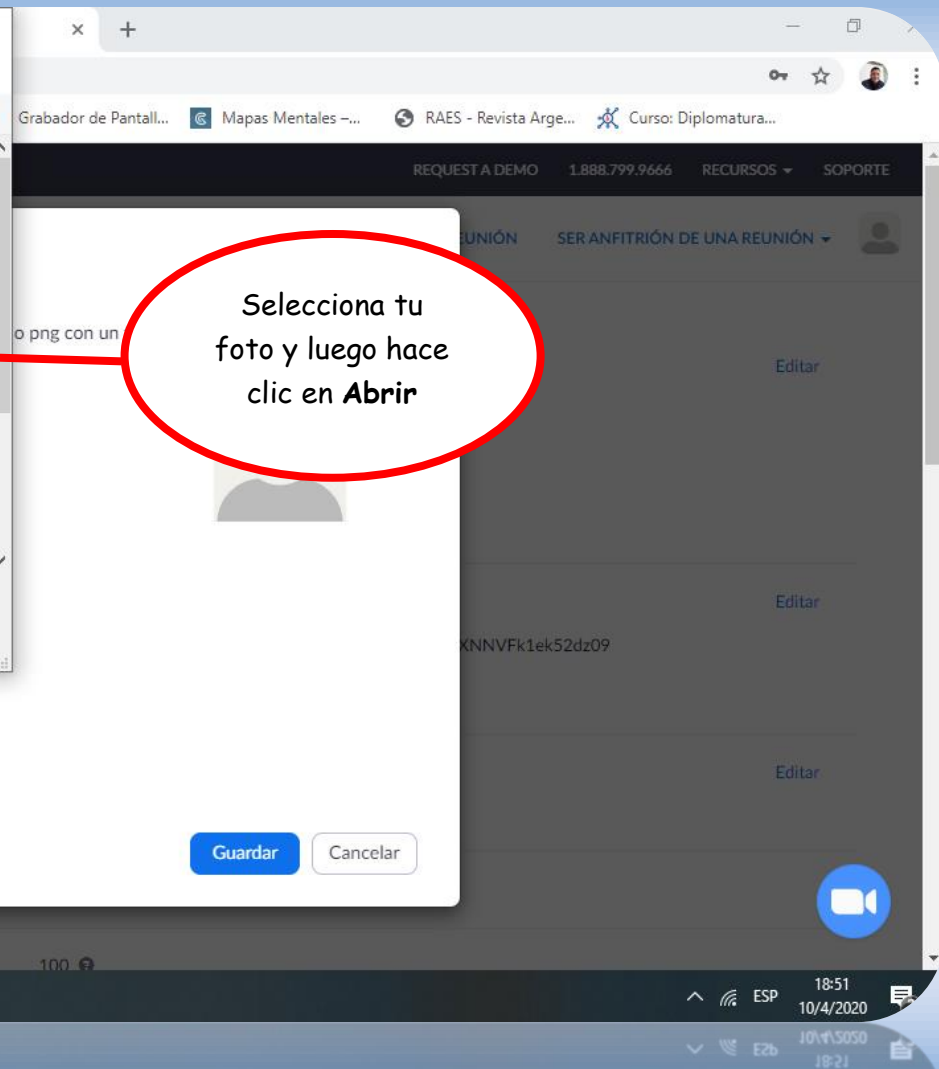 Grabador de Pantall... Mapas Mentales –... RAES - Revista Arge... Curso: Diplomatura...
REQUEST A DEMO 1.888.799.9666 RECURSOS SOPORTE
EUNIÓN SER ANFITRIÓN DE UNA REUNIÓN
Selecciona tu
foto y luego hace
clic en Abrir
o png con un
Editar
Editar
XNNVFk1ek52dz09
Editar
Guardar Cancelar
100
ESP 18:51
10/4/2020